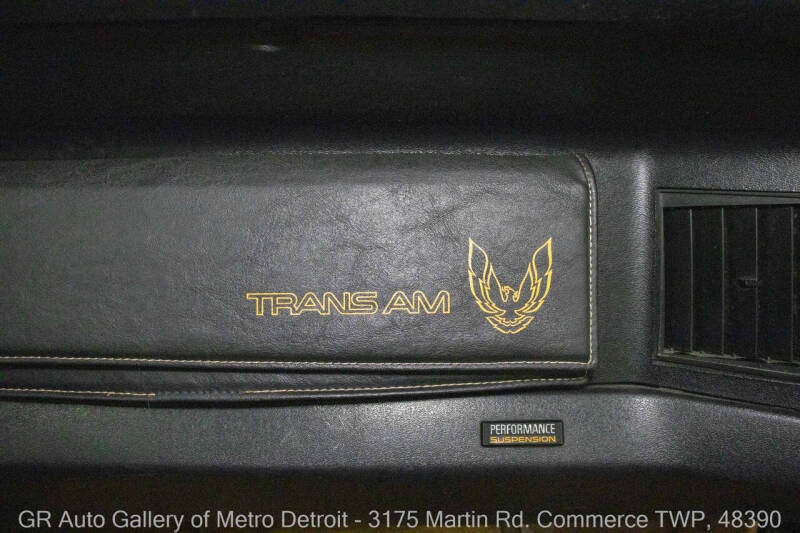 TRANS AM
PERFORMANCE
SUSPENSION
GR Auto Gallery of Metro Detroit - 3175 Martin Rd. Commerce TWP, 48390